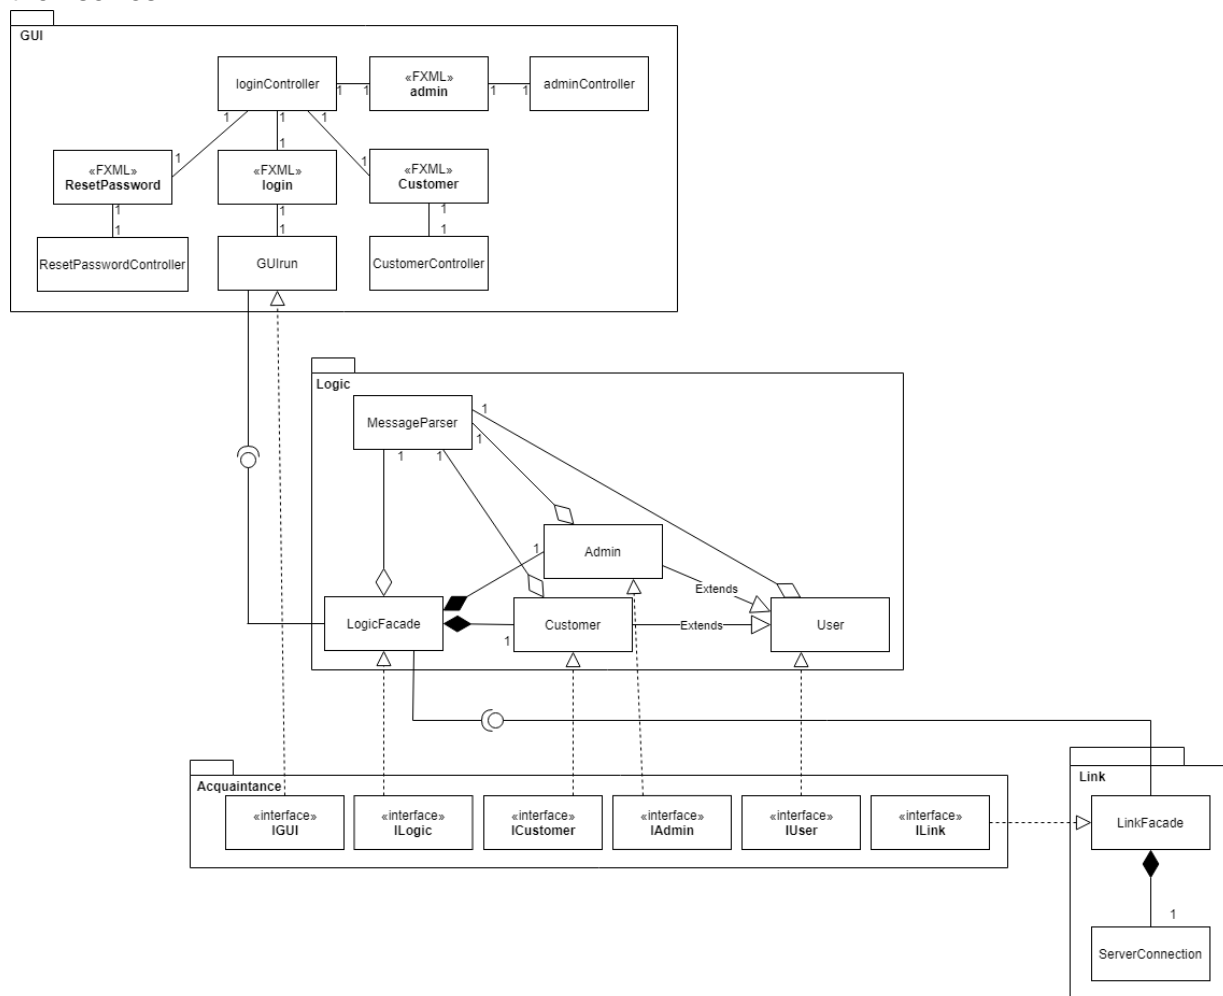 GUI
loginController
«FXML»
admin
adminController
1
1
1
1
1
1
1
1
1
1
«FXML»
ResetPassword
«FXML»
login
«FXML»
Customer
1
1
1
1
1
1
ResetPasswordController
GUIrun
CustomerController
Logic
MessageParser
1
1
1
1
Admin
1
Extends
LogicFacade
Customer
1
Extends
User
Acquaintance
«interface»
IGUI
«interface»
ILogic
«interface»
ICustomer
«interface»
IAdmin
«interface»
IUser
«interface»
ILink
Link
LinkFacade
1
ServerConnection